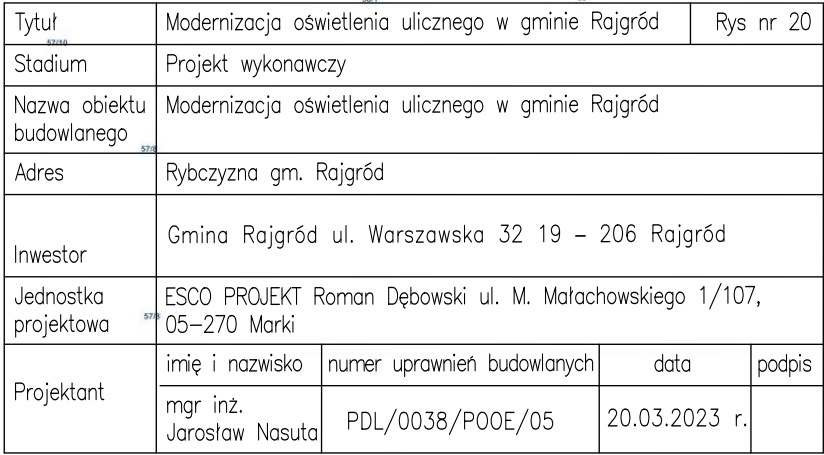 Tytuł Modernizacja oświetlenia ulicznego w gminie Rajgród Rys nr 20
57/10
Stadium Projekt wykonawczy
Nazwa obiektu Modernizacja oświetlenia ulicznego w gminie Rajgród
budowlanego
Adres Rybczyzna gm. Rajgród
Gmina Rajgród ul. Warszawska 32 19 – 206 Rajgród
Inwestor
Jednostka ESCO PROJEKT Roman Dębowski ul. M. Małachowskiego 1/107,
projektowa 05–270 Marki
imię i nazwisko numer uprawnień budowlanych data podpis
Projektant
mgr inż.
Jarosław Nasuta PDL/0038/POOE/05 20.03.2023 r.